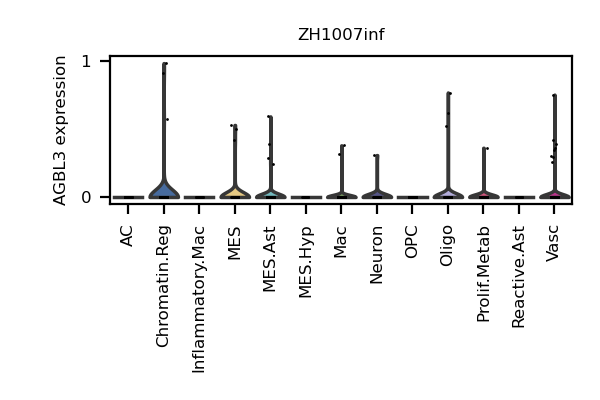 ZH1007inf
AGBL3 expression
1
0
AC
Chromatin.Reg
Inflammatory.Mac
MES
MES.Ast
MES.Hyp
Mac
Neuron
OPC
Oligo
Prolif.Metab
Reactive.Ast
Vasc